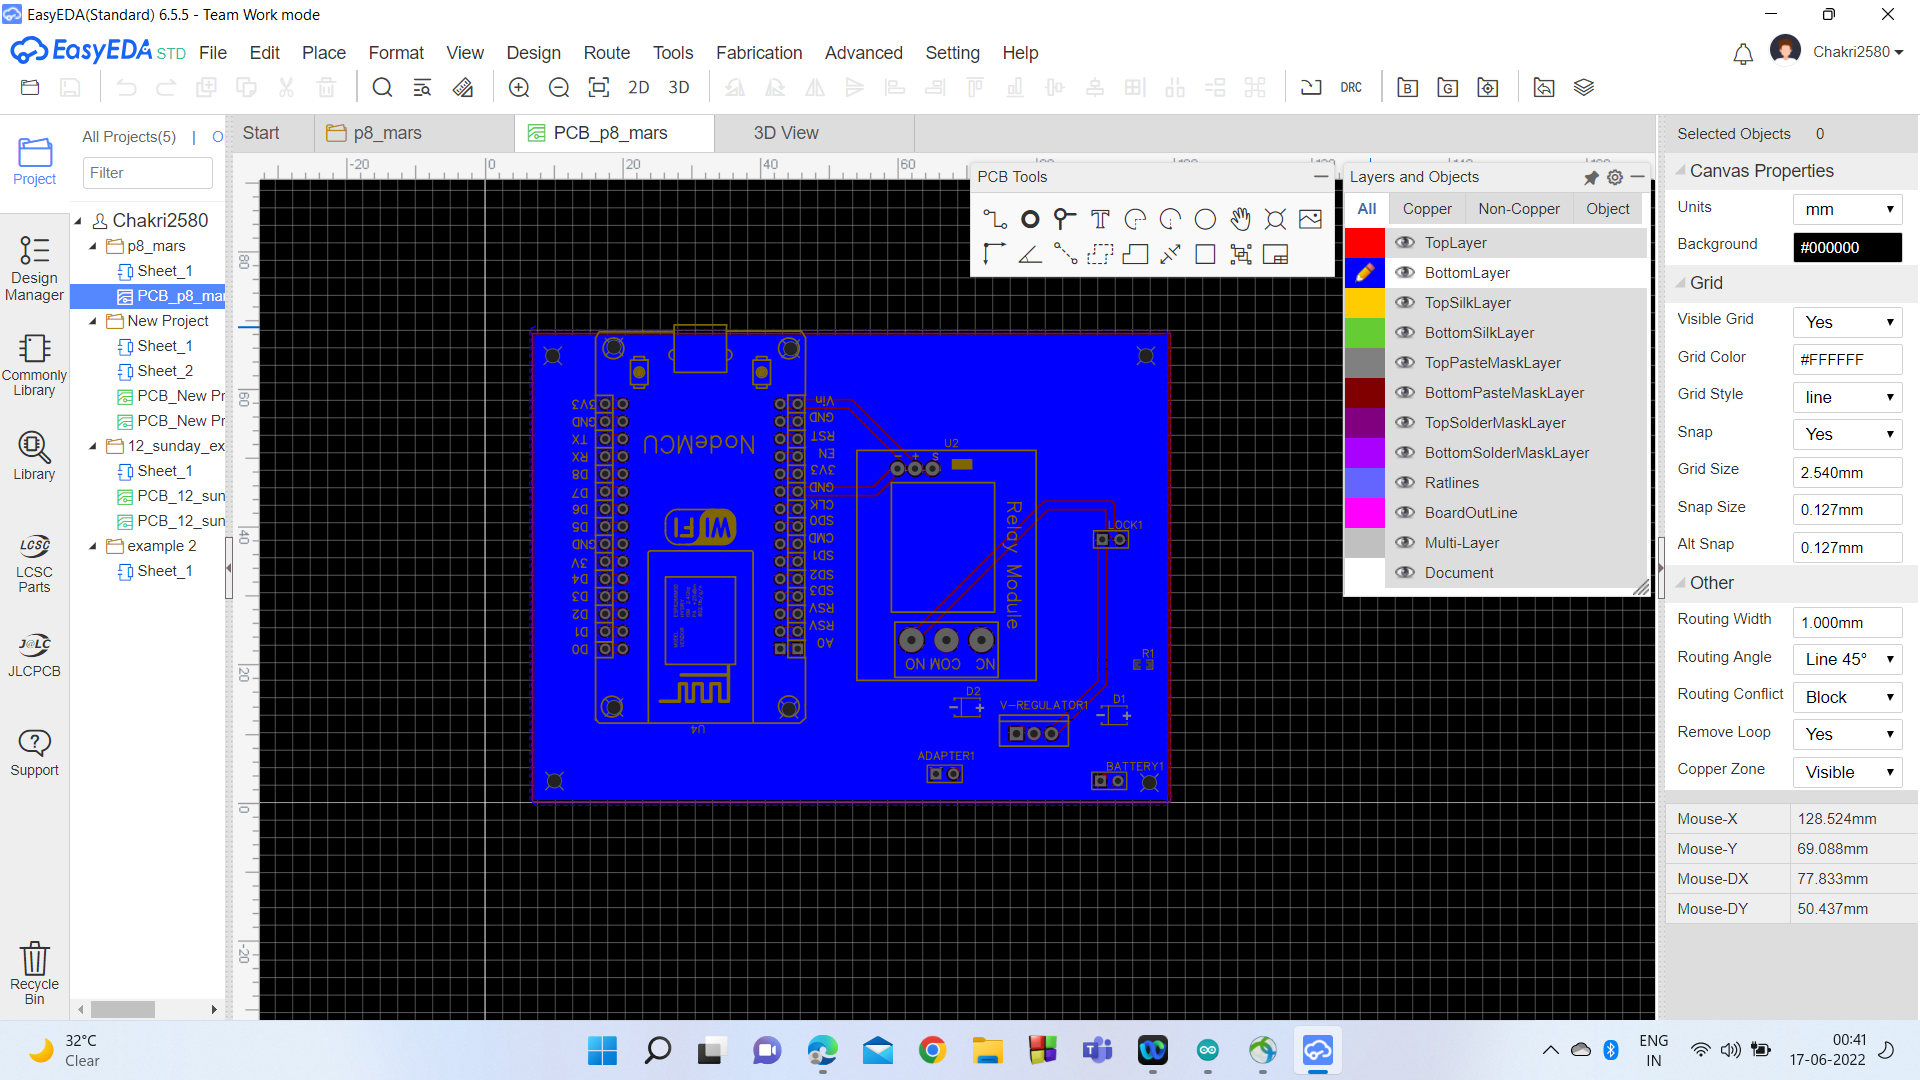 EasyEDA(Standard) 6.5.5 - Team Work mode
EasyEDA STD File Edit Place Format View Design Route Tools Fabrication Advanced Setting Help Chakri2580
2D 3D DRC B G
Project
Design Manager
Commonly Library
Library
LCSC
LCSC Parts
J@LC
JLCPCB
Support
Recycle Bin
All Projects(5) | O
Filter
Chakri2580
p8_mars
Sheet_1
PCB_p8_mar
New Project
Sheet_1
Sheet_2
PCB_New Pr
PCB_New Pr
12_sunday_ex
Sheet_1
PCB_12_sun
PCB_12_sun
example 2
Sheet_1
Start p8_mars PCB_p8_mars 3D View
-20 0 20 40 60
80
60
40
20
0
-20
PCB Tools
Layers and Objects
All Copper Non-Copper Object
TopLayer
BottomLayer
TopSilkLayer
BottomSilkLayer
TopPasteMaskLayer
BottomPasteMaskLayer
TopSolderMaskLayer
BottomSolderMaskLayer
Ratlines
BoardOutLine
Multi-Layer
Document
3V3
GND
TX
RX
D8
D7
D6
D5
GND
3V
D4
D3
D2
D1
D0
NodeMCU
WIFI
U4
Vin
GND
RST
EN
3V3
GND
CLK
SD0
CMD
SD1
SD2
SD3
RSV
RSV
A0
U2
- + S
Relay Module
NO COM NC
LOCK1
R1
D2
- +
V-REGULATOR1
D1
- +
ADAPTER1
BATTERY1
Selected Objects 0
Canvas Properties
Units mm
Background #000000
Grid
Visible Grid Yes
Grid Color #FFFFFF
Grid Style line
Snap Yes
Grid Size 2.540mm
Snap Size 0.127mm
Alt Snap 0.127mm
Other
Routing Width 1.000mm
Routing Angle Line 45°
Routing Conflict Block
Remove Loop Yes
Copper Zone Visible
Mouse-X 128.524mm
Mouse-Y 69.088mm
Mouse-DX 77.833mm
Mouse-DY 50.437mm
32°C
Clear
ENG
IN
00:41
17-06-2022